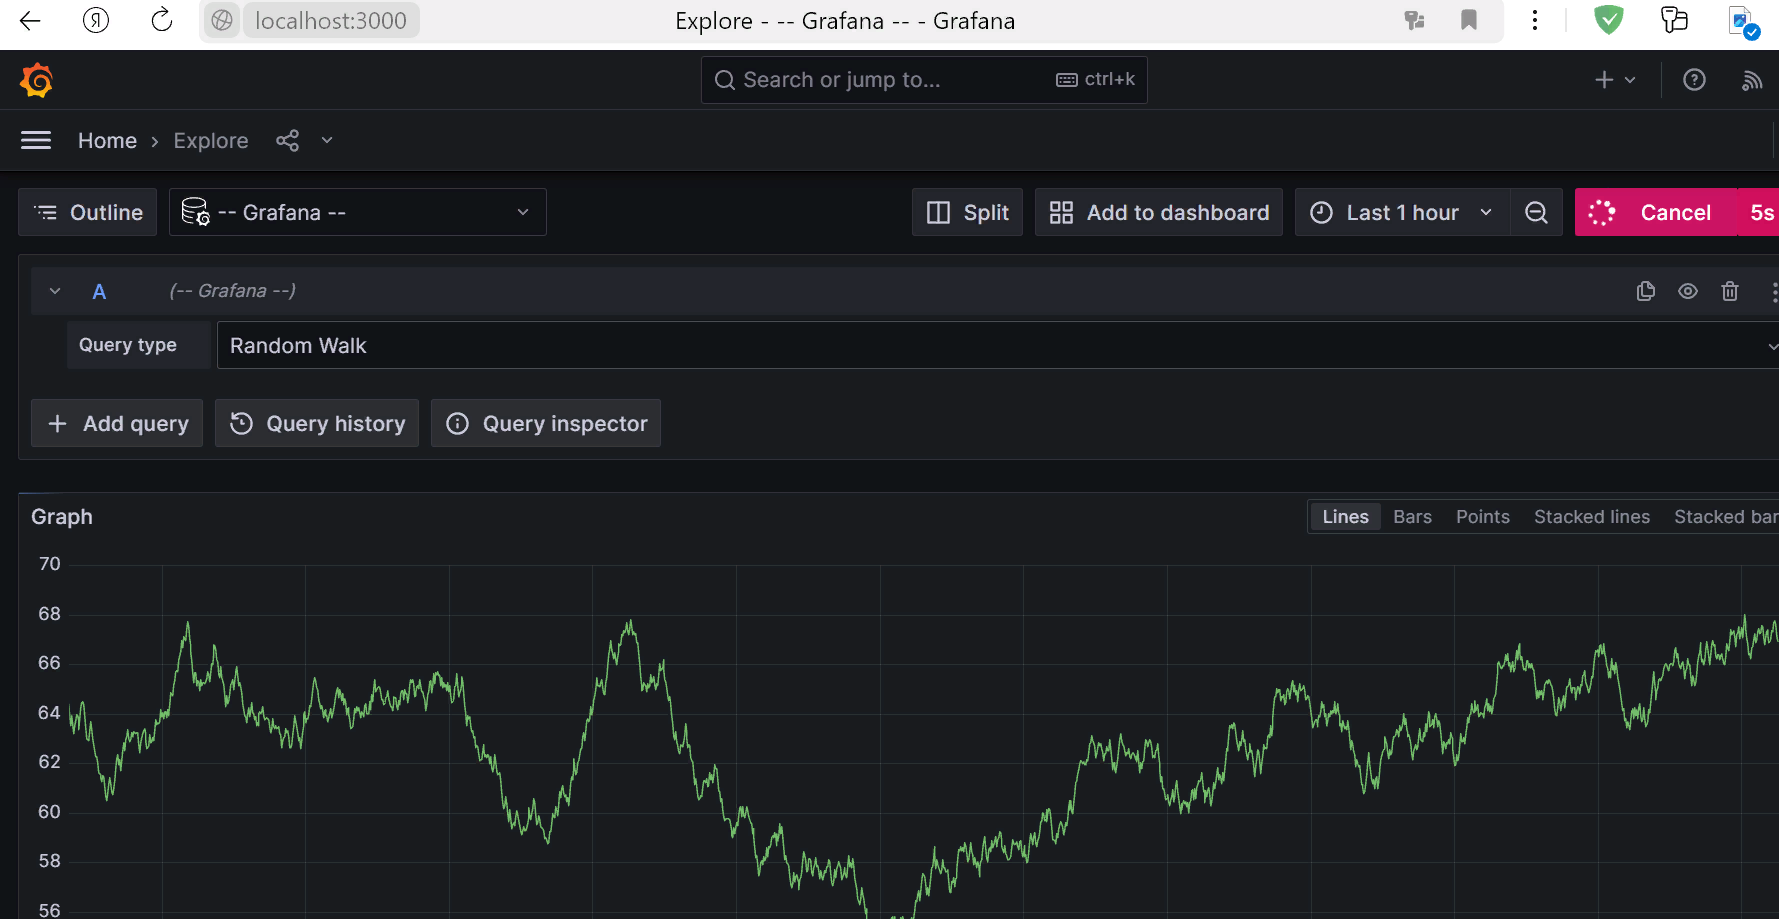 Я localhost:3000 Explore - -- Grafana -- - Grafana
Search or jump to... ctrl+k
Home › Explore
Outline -- Grafana -- Split Add to dashboard Last 1 hour Cancel 5s
A (-- Grafana --)
Query type Random Walk
Add query Query history Query inspector
Graph Lines Bars Points Stacked lines Stacked bar
70
68
66
64
62
60
58
56